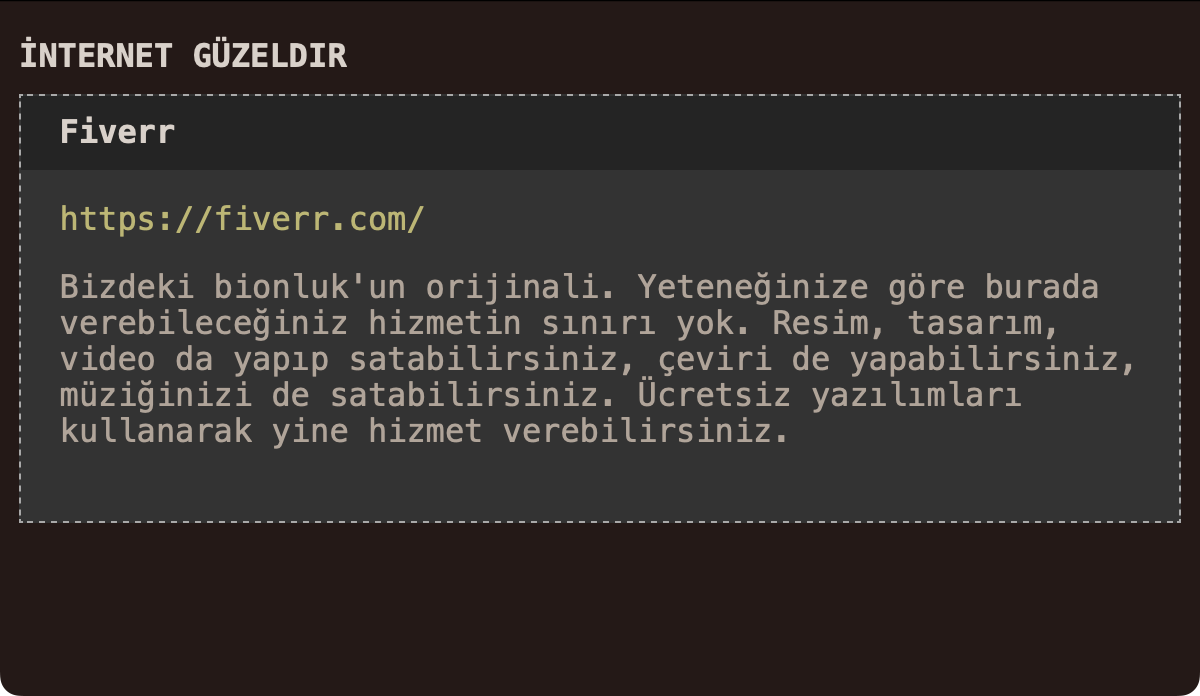 İNTERNET GÜZELDIR
Fiverr
https://fiverr.com/
Bizdeki bionluk'un orijinali. Yeteneğinize göre burada
verebileceğiniz hizmetin sınırı yok. Resim, tasarım,
video da yapıp satabilirsiniz, çeviri de yapabilirsiniz,
müziğinizi de satabilirsiniz. Ücretsiz yazılımları
kullanarak yine hizmet verebilirsiniz.